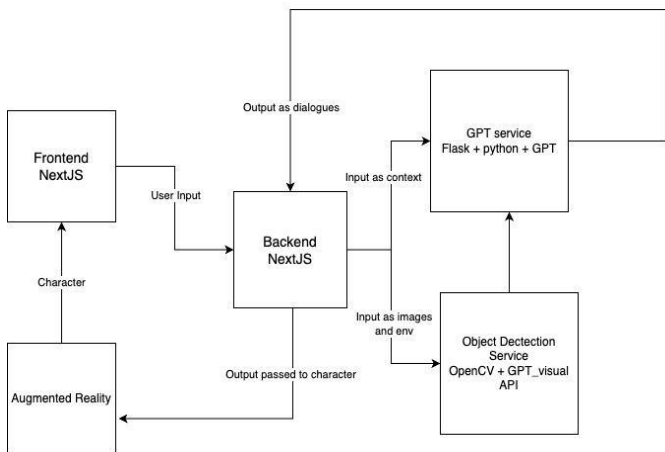 Output as dialogues
GPT service
Flask + python + GPT
Frontend
NextJS
Input as context
User Input
Backend
NextJS
Character
Input as images
and env
Object Dectection
Service
OpenCV + GPT_visual
API
Output passed to character
Augmented Reality